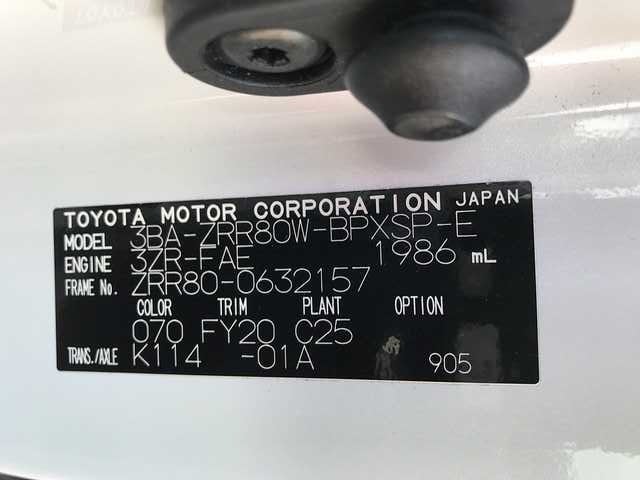 TOYOTA MOTOR CORPORATION JAPAN
MODEL 3BA-ZRR80W-BPXSP-E
ENGINE 3ZR-FAE 1986 mL
FRAME No. ZRR80-0632157
COLOR TRIM PLANT OPTION
070 FY20 C25
TRANS./AXLE K114 -01A 905